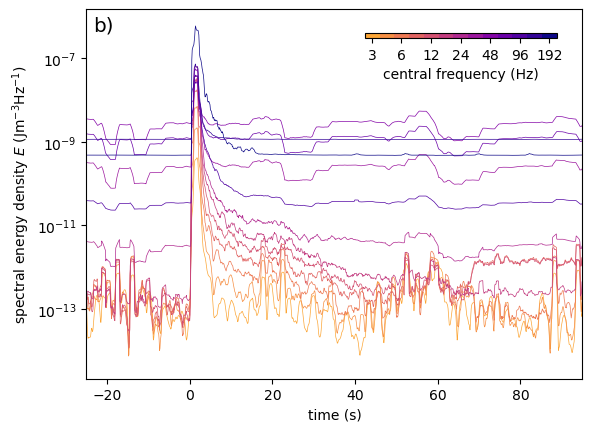 b)
3 6 12 24 48 96 192
central frequency (Hz)
spectral energy density E (Jm⁻³Hz⁻¹)
10⁻⁷
10⁻⁹
10⁻¹¹
10⁻¹³
−20 0 20 40 60 80
time (s)